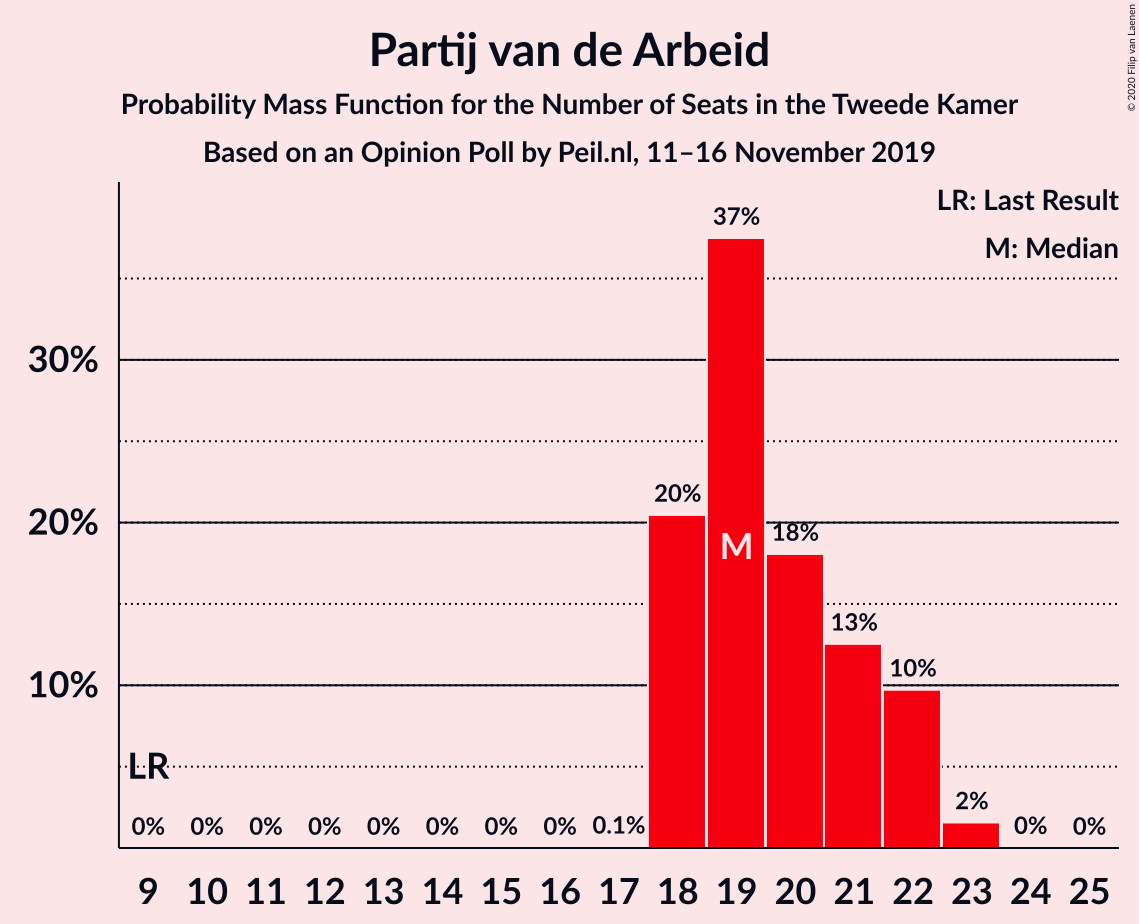 Partij van de Arbeid
Probability Mass Function for the Number of Seats in the Tweede Kamer
Based on an Opinion Poll by Peil.nl, 11–16 November 2019
© 2020 Filip van Laenen
LR: Last Result
M: Median
37%
30%
20%
20%
M
18%
13%
10%
10%
LR
2%
0% 0% 0% 0% 0% 0% 0% 0% 0.1% 0% 0%
9 10 11 12 13 14 15 16 17 18 19 20 21 22 23 24 25